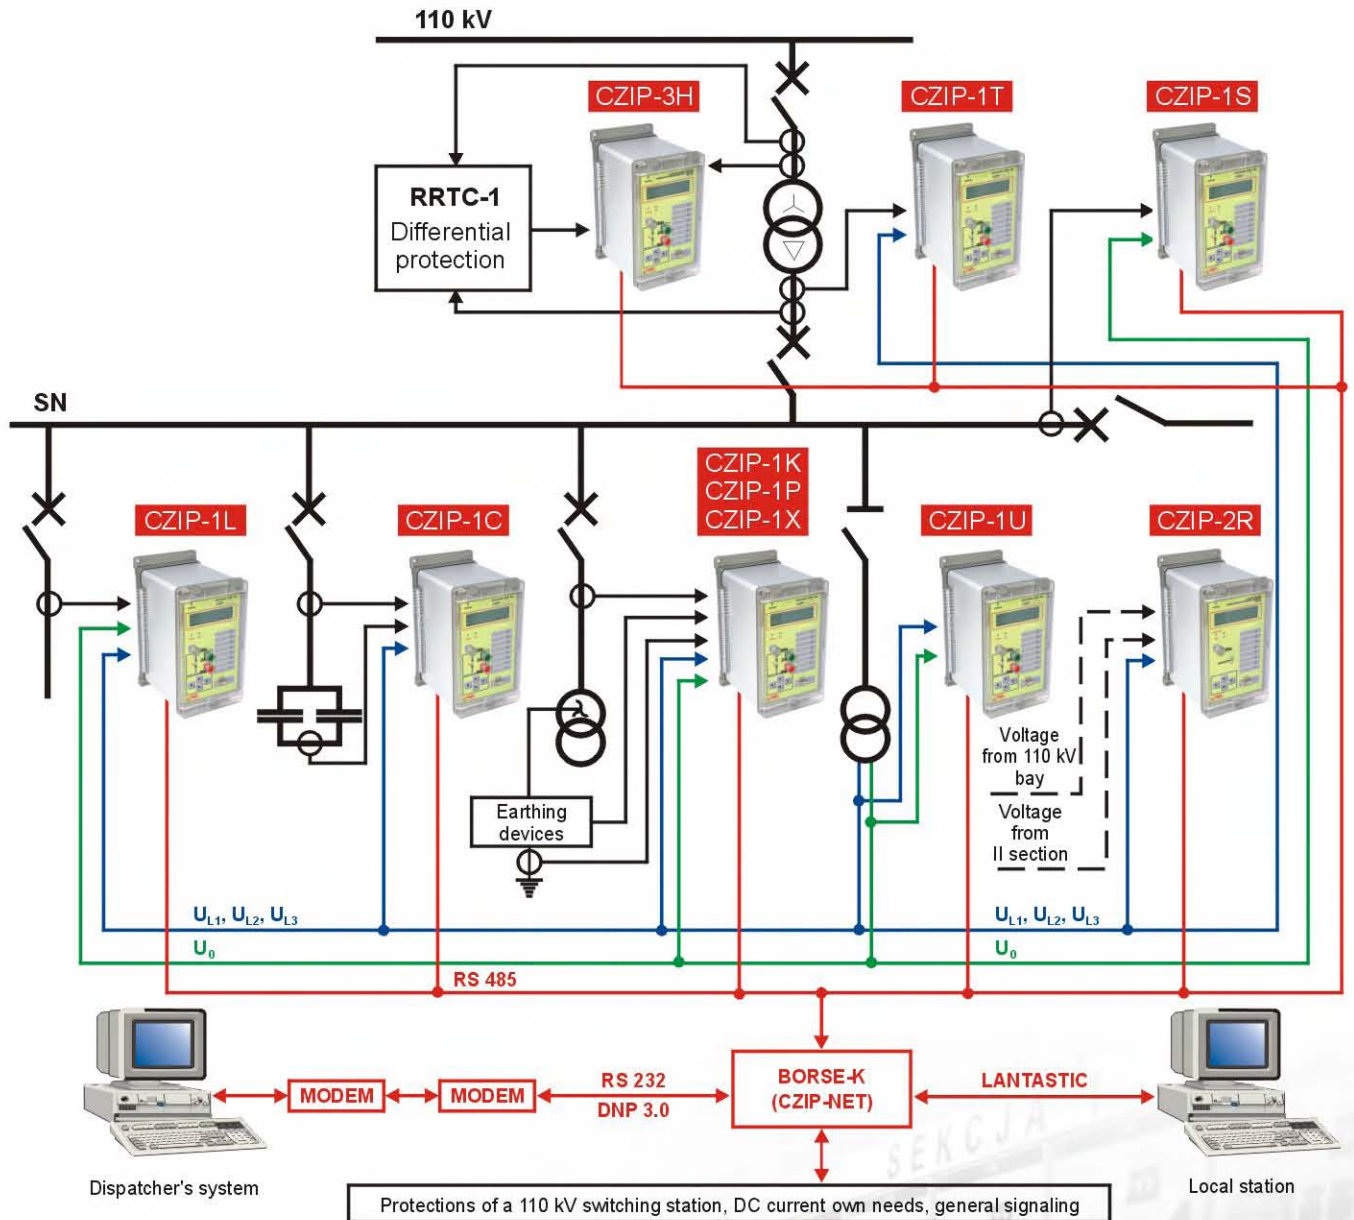 110 kV
CZIP-3H
CZIP-1T
CZIP-1S
RRTC-1
Differential
protection
SN
CZIP-1K
CZIP-1P
CZIP-1X
CZIP-1L
CZIP-1C
CZIP-1U
CZIP-2R
Voltage
from 110 kV
bay
Voltage
from
II section
Earthing
devices
UL1, UL2, UL3
UL1, UL2, UL3
U0
U0
RS 485
MODEM
MODEM
RS 232
DNP 3.0
BORSE-K
(CZIP-NET)
LANTASTIC
SEKCJA
Dispatcher's system
Local station
Protections of a 110 kV switching station, DC current own needs, general signaling